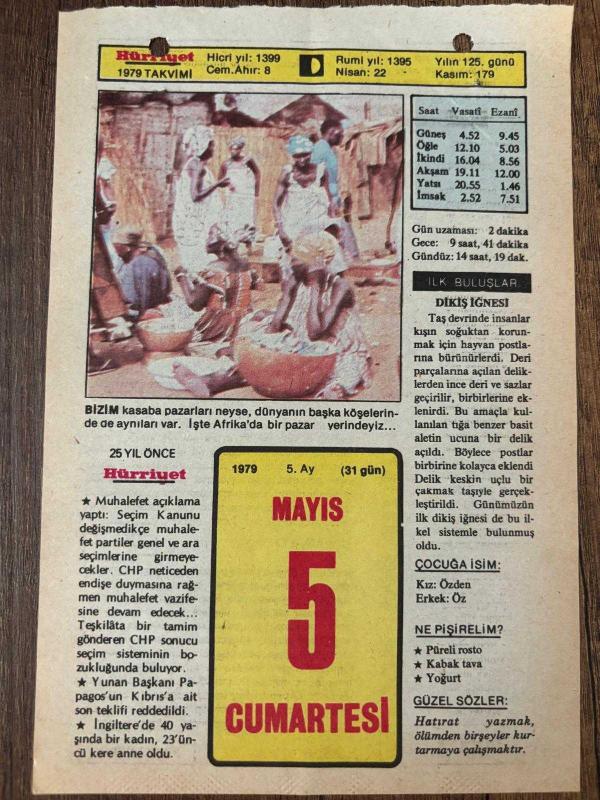 Hürriyet
1979 TAKVİMİ
Hicri yıl: 1399
Cem.Ahır: 8
Rumi yıl: 1395
Nisan: 22
Yılın 125. günü
Kasım: 179
Saat Vasatî Ezanî
Güneş 4.52 9.45
Öğle 12.10 5.03
İkindi 16.04 8.56
Akşam 19.11 12.00
Yatsı 20.55 1.46
İmsak 2.52 7.51
Gün uzaması: 2 dakika
Gece: 9 saat, 41 dakika
Gündüz: 14 saat, 19 dak.
İLK BULUŞLAR
DİKİŞ İĞNESİ
Taş devrinde insanlar
kışın soğuktan korun-
mak için hayvan postla-
rına bürünürlerdi. Deri
parçalarına açılan delik-
lerden ince deri ve sazlar
geçirilir, birbirlerine ek-
lenirdi. Bu amaçla kul-
lanılan tığa benzer basit
aletin ucuna bir delik
açıldı. Böylece postlar
birbirine kolayca eklendi
Delik keskin uçlu bir
çakmak taşıyle gerçek-
leştirildi. Günümüzün
ilk dikiş iğnesi de bu il-
kel sistemle bulunmuş
oldu.
ÇOCUĞA İSİM:
Kız: Özden
Erkek: Öz
NE PİŞİRELİM?
★ Püreli rosto
★ Kabak tava
★ Yoğurt
GÜZEL SÖZLER:
Hatırat yazmak,
ölümden birşeyler kur-
tarmaya çalışmaktır.
BİZİM kasaba pazarları neyse, dünyanın başka köşelerin-
de de aynıları var. İşte Afrika'da bir pazar yerindeyiz...
25 YIL ÖNCE
Hürriyet
★ Muhalefet açıklama
yaptı: Seçim Kanunu
değişmedikçe muhale-
fet partiler genel ve ara
seçimlerine girmeye-
cekler. CHP neticeden
endişe duymasına rağ-
men muhalefet vazife-
sine devam edecek...
Teşkilâta bir tamim
gönderen CHP sonucu
seçim sisteminin bo-
zukluğunda buluyor.
★ Yunan Başkanı Pa-
pagos'un Kıbrıs'a ait
son teklifi reddedildi.
★ İngiltere'de 40 ya-
şında bir kadın, 23'ün-
cü kere anne oldu.
1979 5. Ay (31 gün)
MAYIS
5
CUMARTESİ